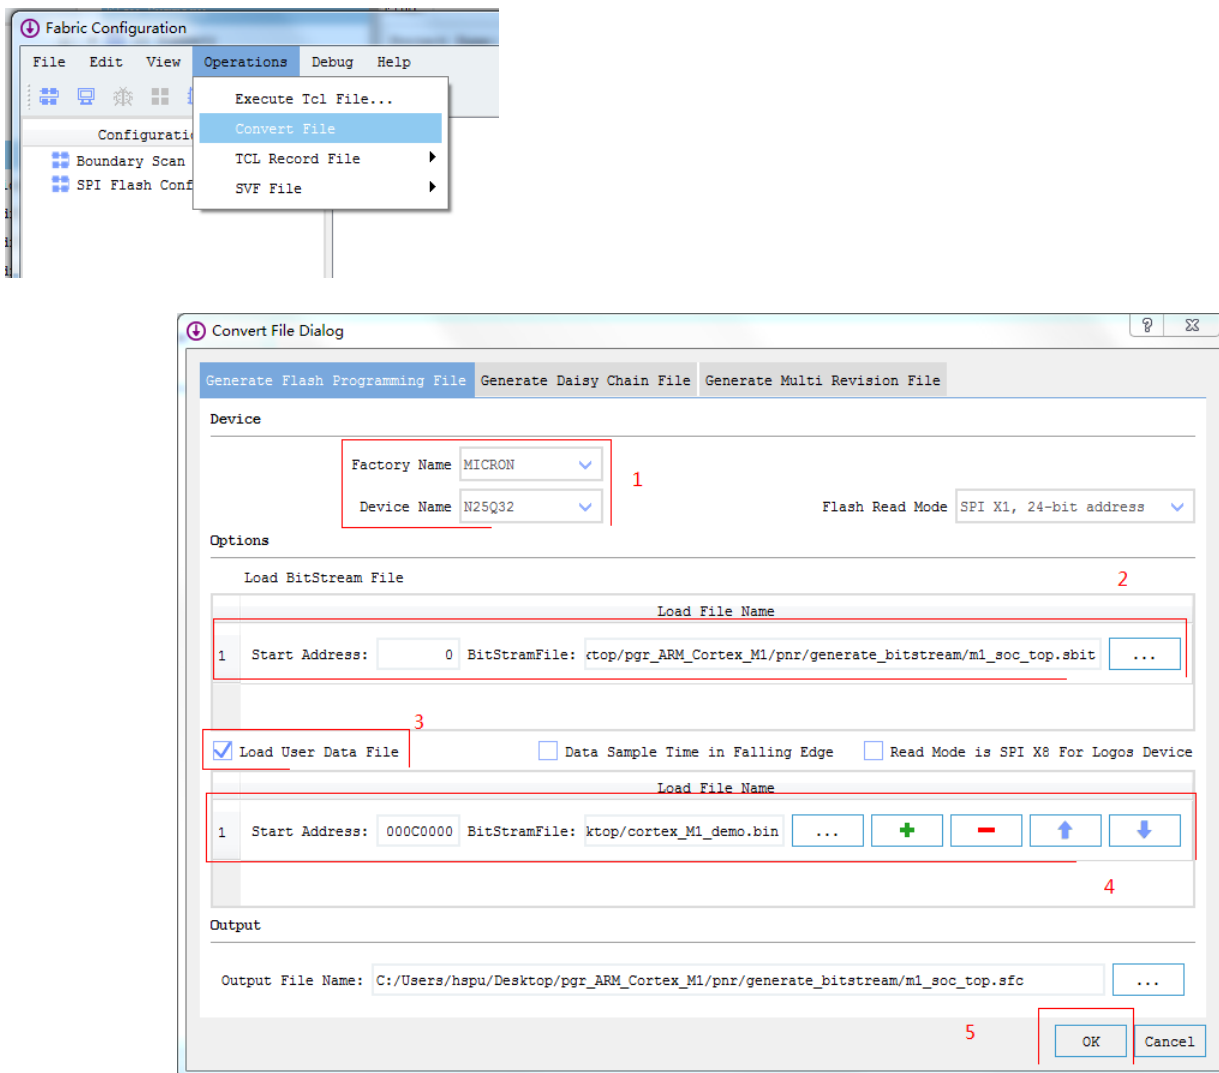 Fabric Configuration
File Edit View Operations Debug Help
Execute Tcl File...
Configuratio
Convert File
Boundary Scan
TCL Record File
SPI Flash Conf
SVF File
Convert File Dialog
Generate Flash Programming File Generate Daisy Chain File Generate Multi Revision File
Device
Factory Name MICRON
1
Device Name N25Q32 Flash Read Mode SPI X1, 24-bit address
Options
Load BitStream File
2
Load File Name
1 Start Address: 0 BitStramFile: :top/pgr_ARM_Cortex_M1/pnr/generate_bitstream/m1_soc_top.sbit ...
3
Load User Data File Data Sample Time in Falling Edge Read Mode is SPI X8 For Logos Device
Load File Name
1 Start Address: 000C0000 BitStramFile: ktop/cortex_M1_demo.bin ...
4
Output
Output File Name: C:/Users/hspu/Desktop/pgr_ARM_Cortex_M1/pnr/generate_bitstream/m1_soc_top.sfc ...
5
OK Cancel